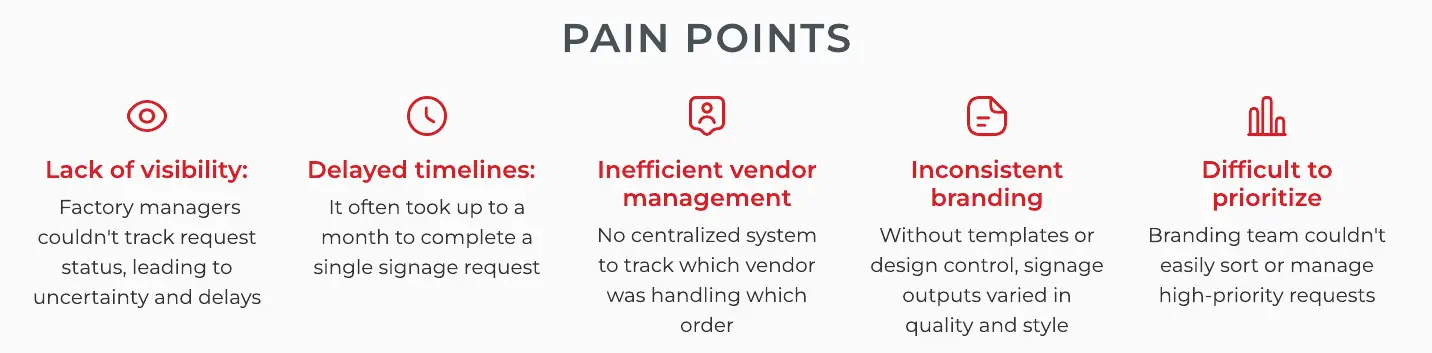 PAIN POINTS
Lack of visibility:
Factory managers
couldn't track request
status, leading to
uncertainty and delays
Delayed timelines:
It often took up to a
month to complete a
single signage request
Inefficient vendor
management
No centralized system
to track which vendor
was handling which
order
Inconsistent
branding
Without templates or
design control, signage
outputs varied in
quality and style
Difficult to
prioritize
Branding team couldn't
easily sort or manage
high-priority requests